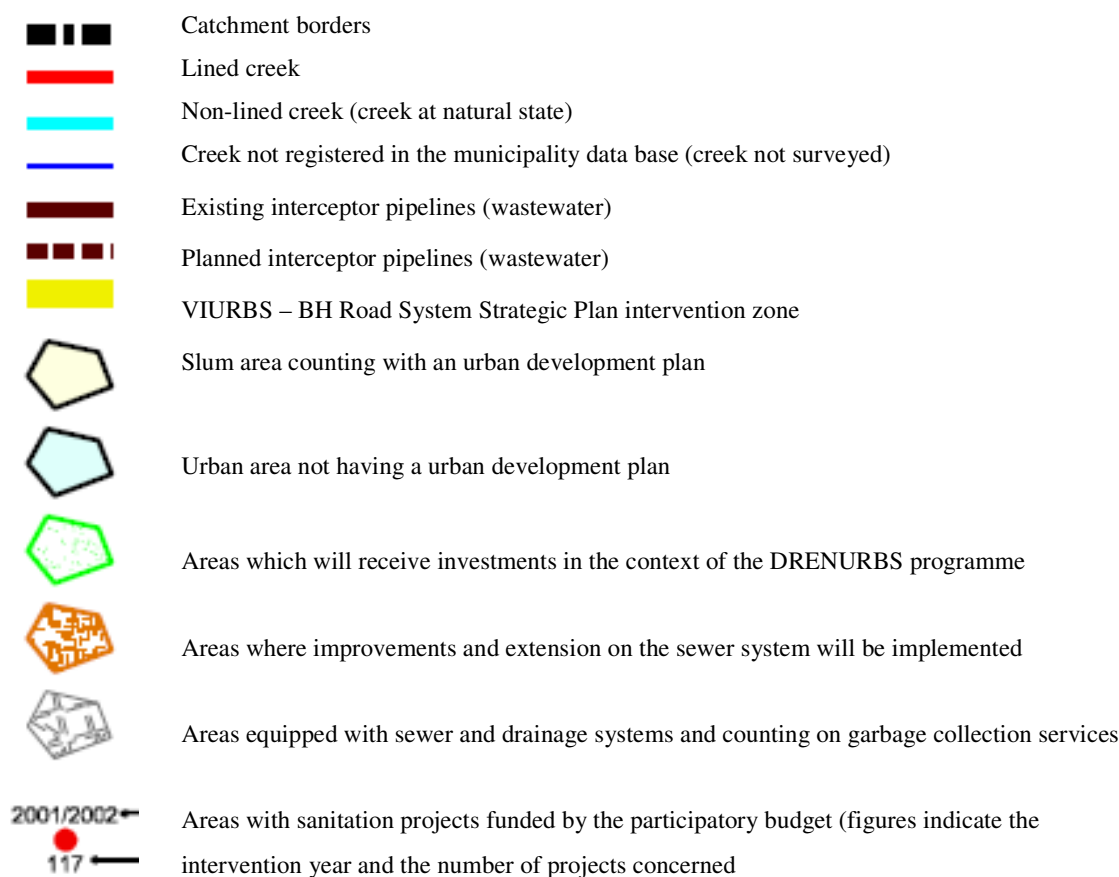 Catchment borders
Lined creek
Non-lined creek (creek at natural state)
Creek not registered in the municipality data base (creek not surveyed)
Existing interceptor pipelines (wastewater)
Planned interceptor pipelines (wastewater)
VIURBS – BH Road System Strategic Plan intervention zone
Slum area counting with an urban development plan
Urban area not having a urban development plan
Areas which will receive investments in the context of the DRENURBS programme
Areas where improvements and extension on the sewer system will be implemented
Areas equipped with sewer and drainage systems and counting on garbage collection services
2001/2002
117
Areas with sanitation projects funded by the participatory budget (figures indicate the
intervention year and the number of projects concerned